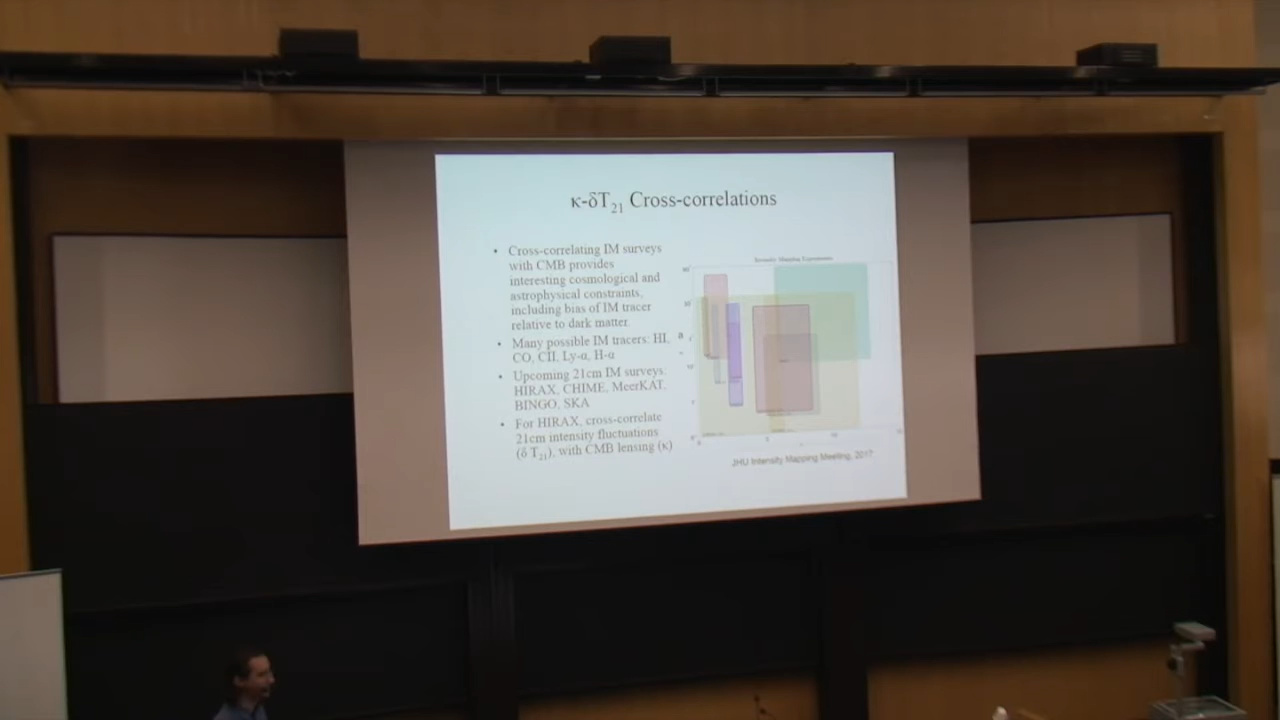 κ-δT21 Cross-correlations
• Cross-correlating IM surveys
with CMB provides
interesting cosmological and
astrophysical constraints,
including bias of IM tracer
relative to dark matter.
• Many possible IM tracers: HI,
CO, CII, Ly-α, H-α
• Upcoming 21cm IM surveys:
HIRAX, CHIME, MeerKAT,
BINGO, SKA
• For HIRAX, cross-correlate
21cm intensity fluctuations
(δ T21), with CMB lensing (κ)
Intensity Mapping Experiments
JHU Intensity Mapping Meeting, 2017